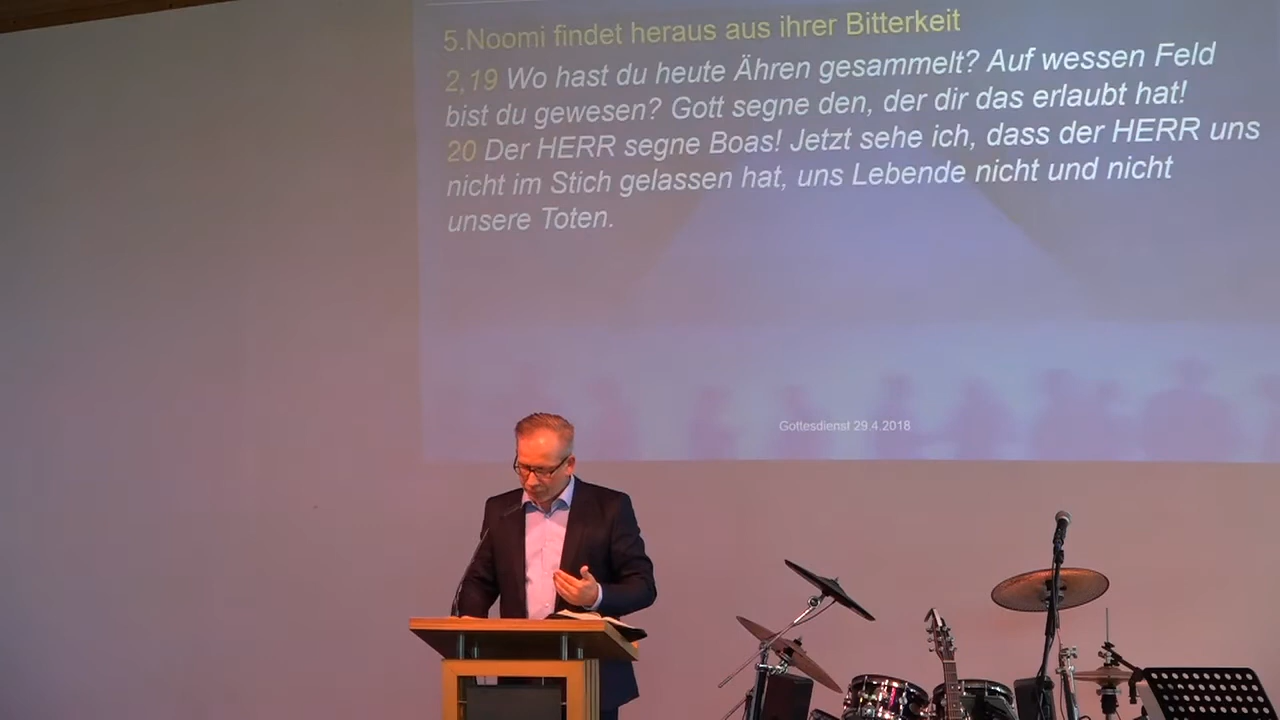 5.Noomi findet heraus aus ihrer Bitterkeit
2,19 Wo hast du heute Ähren gesammelt? Auf wessen Feld
bist du gewesen? Gott segne den, der dir das erlaubt hat!
20 Der HERR segne Boas! Jetzt sehe ich, dass der HERR uns
nicht im Stich gelassen hat, uns Lebende nicht und nicht
unsere Toten.
Gottesdienst 29.4.2018